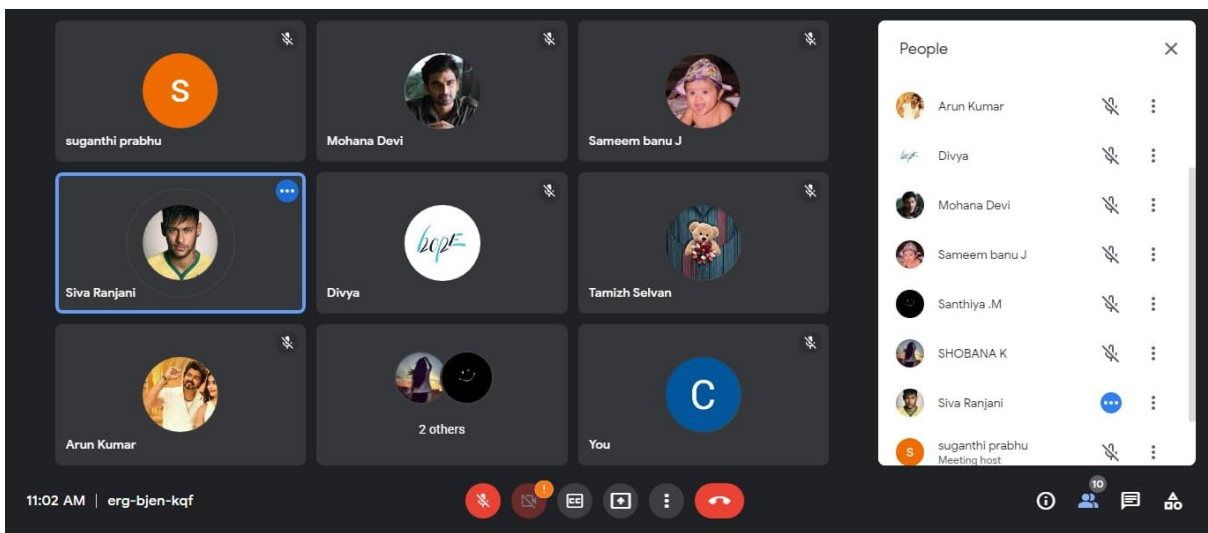 S
suganthi prabhu
Mohana Devi
Sameem banu J
Siva Ranjani
Divya
Tamizh Selvan
Arun Kumar
2 others
C
You
People
Arun Kumar
Divya
Mohana Devi
Sameem banu J
Santhiya .M
SHOBANA K
Siva Ranjani
S
suganthi prabhu
Meeting host
11:02 AM | erg-bjen-kqf
!
CC
10